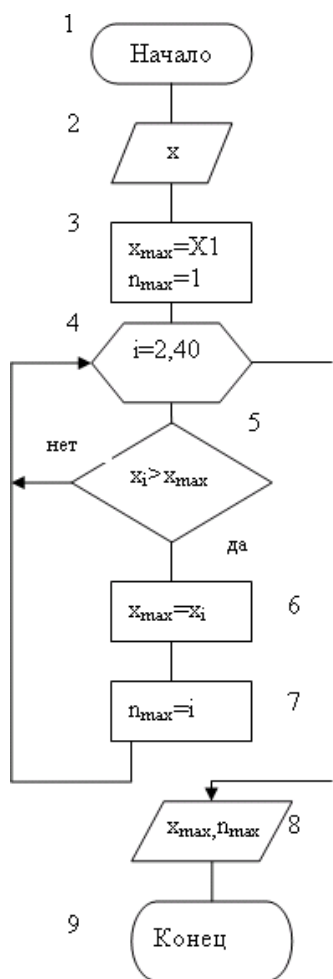 1
Начало
2
x
3
xmax=X1
nmax=1
4
i=2,40
5
нет
xi>xmax
да
xmax=xi
6
nmax=i
7
xmax,nmax
8
9
Конец